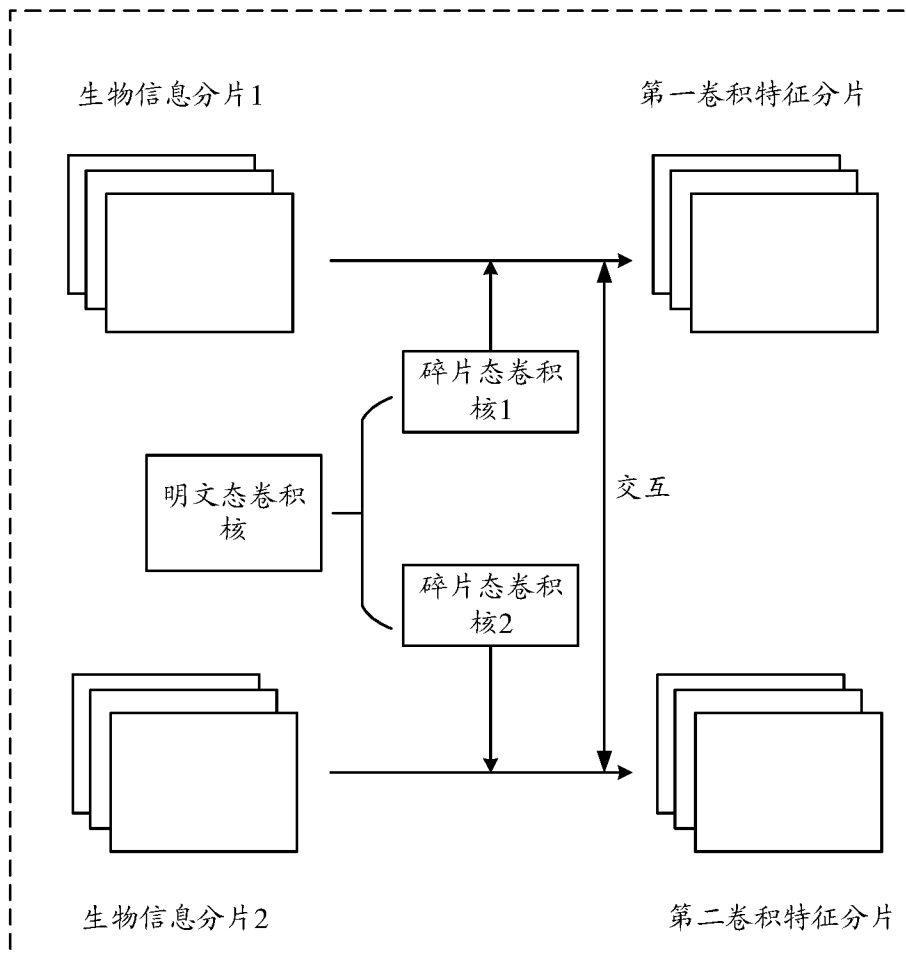 生物信息分片1
第一卷积特征分片
碎片态卷积
核1
明文态卷积
核
交互
碎片态卷积
核2
生物信息分片2
第二卷积特征分片